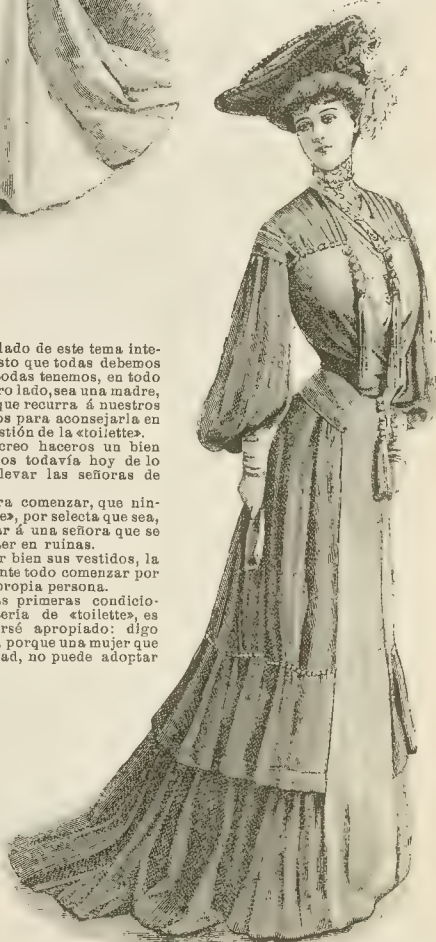 lado de este tema inte-
sto que todas debemos
odas tenemos, en todo
ro lado, sea una madre,
que recurra á nuestros
os para aconsejarla en
stión de la «toilette».
creo haceros un bien
os todavía hoy de lo
levar las señoras de
ra comenzar, que nin-
e», por selecta que sea,
ar á una señora que se
er en ruinas.
r bien sus vestidos, la
nte todo comenzar por
propia persona.
s primeras condicio-
sería de «toilette», es
rsé apropiado: digo
, porque una mujer que
ad, no puede adoptar